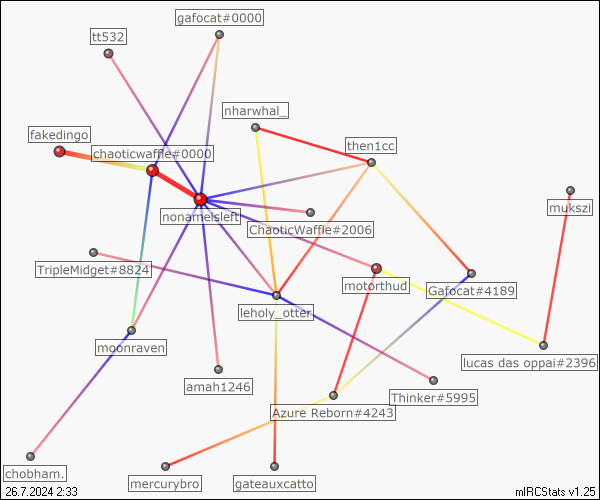 gafocat#0000
tt532
nharwhal_
fakedingo
then1cc
chaoticwaffle#0000
mukszi
nonameisleft
ChaoticWaffle#2006
TripleMidget#8824
motorthud
Gafocat#4189
leholy_otter
moonraven
lucas das oppai#2396
amah1246
Thinker#5995
Azure Reborn#4243
chobham.
mercurybro
gateauxcatto
26.7.2024 2:33
mIRCStats v1.25